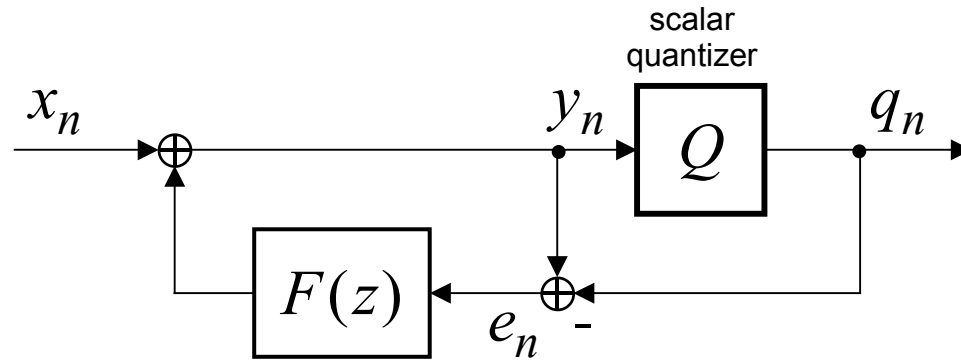 scalar
quantizer
x_n
y_n
Q
q_n
F(z)
e_n
-